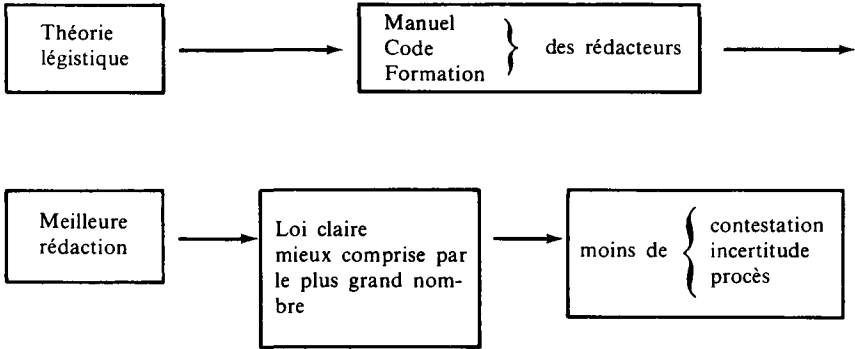 Théorie
légistique
Manuel
Code
Formation
des rédacteurs
Meilleure
rédaction
Loi claire
mieux comprise par
le plus grand nom-
bre
moins de
contestation
incertitude
procès